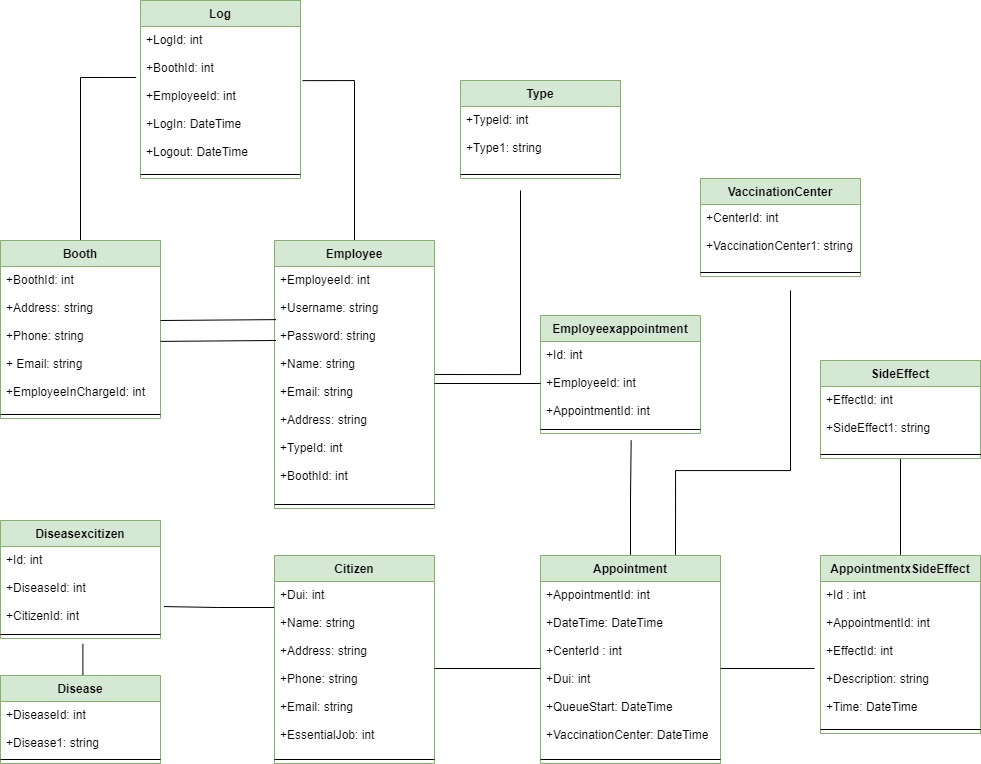 Log
+LogId: int
+BoothId: int
+EmployeeId: int
+LogIn: DateTime
+Logout: DateTime
Type
+TypeId: int
+Type1: string
VaccinationCenter
+CenterId: int
+VaccinationCenter1: string
Booth
+BoothId: int
+Address: string
+Phone: string
+ Email: string
+EmployeeInChargeId: int
Employee
+EmployeeId: int
+Username: string
+Password: string
+Name: string
+Email: string
+Address: string
+TypeId: int
+BoothId: int
Employeexappointment
+Id: int
+EmployeeId: int
+AppointmentId: int
SideEffect
+EffectId: int
+SideEffect1: string
Diseasexcitizen
+Id: int
+DiseaseId: int
+CitizenId: int
Citizen
+Dui: int
+Name: string
+Address: string
+Phone: string
+Email: string
+EssentialJob: int
Appointment
+AppointmentId: int
+DateTime: DateTime
+CenterId : int
+Dui: int
+QueueStart: DateTime
+VaccinationCenter: DateTime
AppointmentxSideEffect
+Id : int
+AppointmentId: int
+EffectId: int
+Description: string
+Time: DateTime
Disease
+DiseaseId: int
+Disease1: string